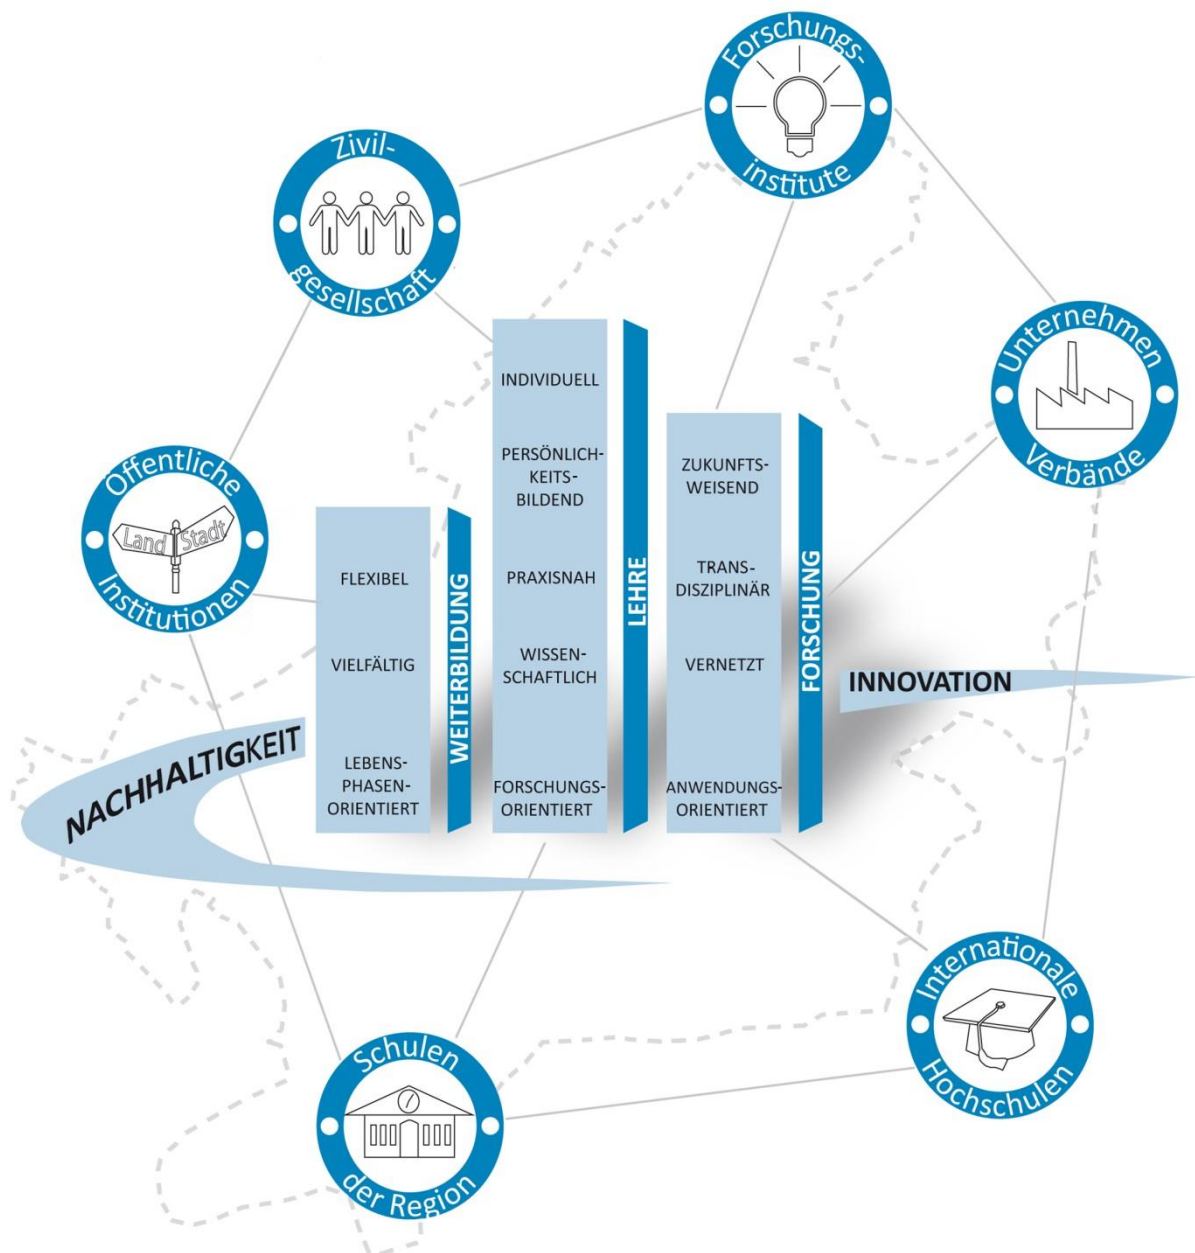 Forschungs-
institute
Zivil-
gesellschaft
Unternehmen
Verbände
Öffentliche
Land Stadt
Institutionen
FLEXIBEL
VIELFÄLTIG
LEBENS-
PHASEN-
ORIENTIERT
WEITERBILDUNG
INDIVIDUELL
PERSÖNLICH-
KEITS-
BILDEND
PRAXISNAH
WISSEN-
SCHAFTLICH
FORSCHUNGS-
ORIENTIERT
LEHRE
ZUKUNFTS-
WEISEND
TRANS-
DISZIPLINÄR
VERNETZT
ANWENDUNGS-
ORIENTIERT
FORSCHUNG
INNOVATION
NACHHALTIGKEIT
Internationale
Hochschulen
Schulen
der Region